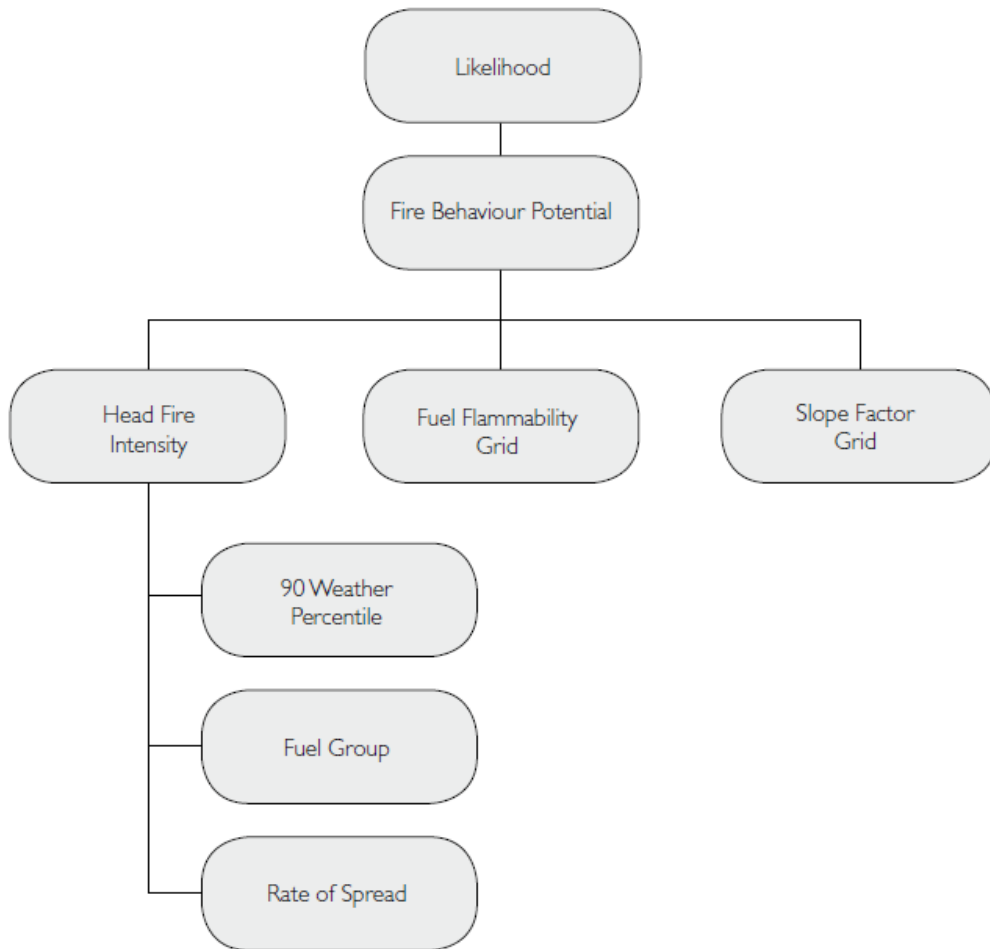 Likelihood
Fire Behaviour Potential
Head Fire
Intensity
Fuel Flammability
Grid
Slope Factor
Grid
90 Weather
Percentile
Fuel Group
Rate of Spread